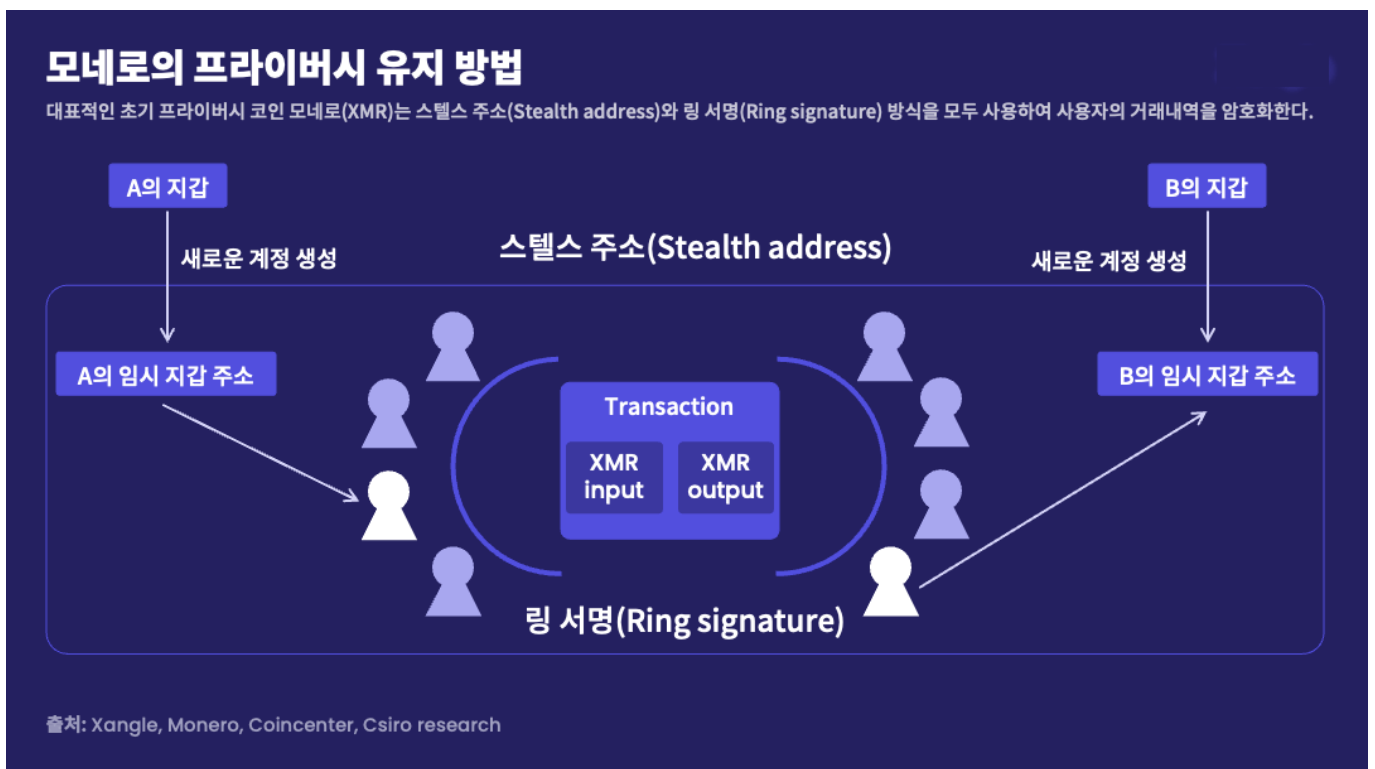 모네로의 프라이버시 유지 방법
대표적인 초기 프라이버시 코인 모네로(XMR)는 스텔스 주소(Stealth address)와 링 서명(Ring signature) 방식을 모두 사용하여 사용자의 거래내역을 암호화한다.
A의 지갑
B의 지갑
스텔스 주소(Stealth address)
새로운 계정 생성
새로운 계정 생성
A의 임시 지갑 주소
B의 임시 지갑 주소
Transaction
XMR
input
XMR
output
링 서명(Ring signature)
출처: Xangle, Monero, Coincenter, Csiro research